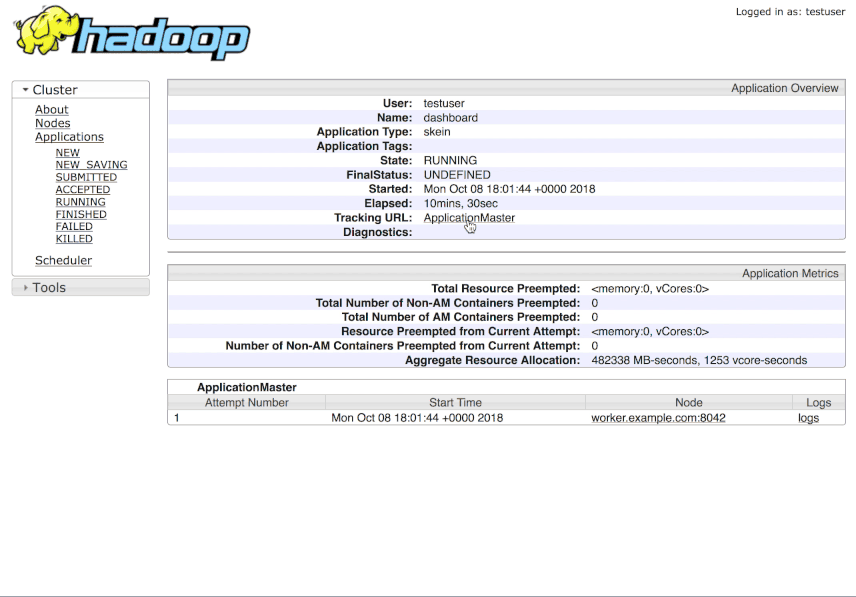 Logged in as: testuser
hadoop
Cluster
About
Nodes
Applications
NEW
NEW_SAVING
SUBMITTED
ACCEPTED
RUNNING
FINISHED
FAILED
KILLED
Scheduler
Tools
Application Overview
User: testuser
Name: dashboard
Application Type: skein
Application Tags:
State: RUNNING
FinalStatus: UNDEFINED
Started: Mon Oct 08 18:01:44 +0000 2018
Elapsed: 10mins, 30sec
Tracking URL: ApplicationMaster
Diagnostics:
Application Metrics
Total Resource Preempted: <memory:0, vCores:0>
Total Number of Non-AM Containers Preempted: 0
Total Number of AM Containers Preempted: 0
Resource Preempted from Current Attempt: <memory:0, vCores:0>
Number of Non-AM Containers Preempted from Current Attempt: 0
Aggregate Resource Allocation: 482338 MB-seconds, 1253 vcore-seconds
ApplicationMaster
Attempt Number Start Time Node Logs
1 Mon Oct 08 18:01:44 +0000 2018 worker.example.com:8042 logs